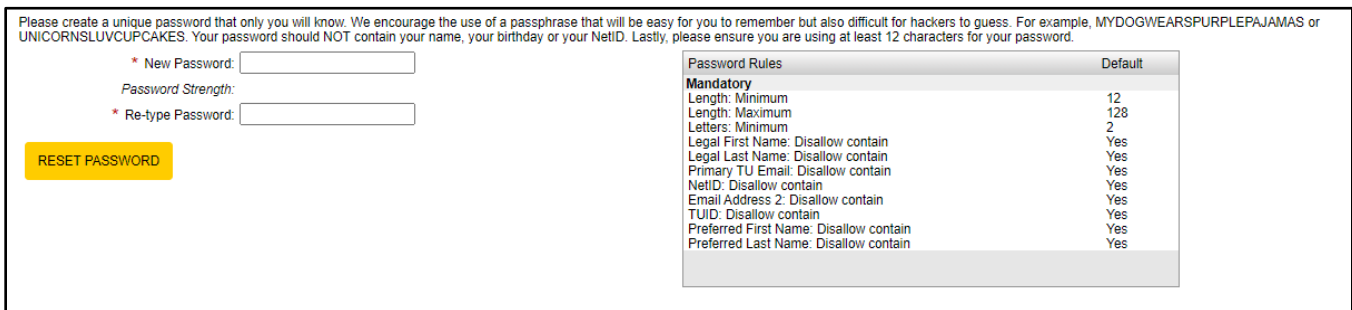 Please create a unique password that only you will know. We encourage the use of a passphrase that will be easy for you to remember but also difficult for hackers to guess. For example, MYDOGWEARSPURPLEPAJAMAS or
UNICORNSLUVCUPCAKES. Your password should NOT contain your name, your birthday or your NetID. Lastly, please ensure you are using at least 12 characters for your password.
* New Password:
Password Strength:
* Re-type Password:
RESET PASSWORD
Password Rules Default
Mandatory
Length: Minimum 12
Length: Maximum 128
Letters: Minimum 2
Legal First Name: Disallow contain Yes
Legal Last Name: Disallow contain Yes
Primary TU Email: Disallow contain Yes
NetID: Disallow contain Yes
Email Address 2: Disallow contain Yes
TUID: Disallow contain Yes
Preferred First Name: Disallow contain Yes
Preferred Last Name: Disallow contain Yes